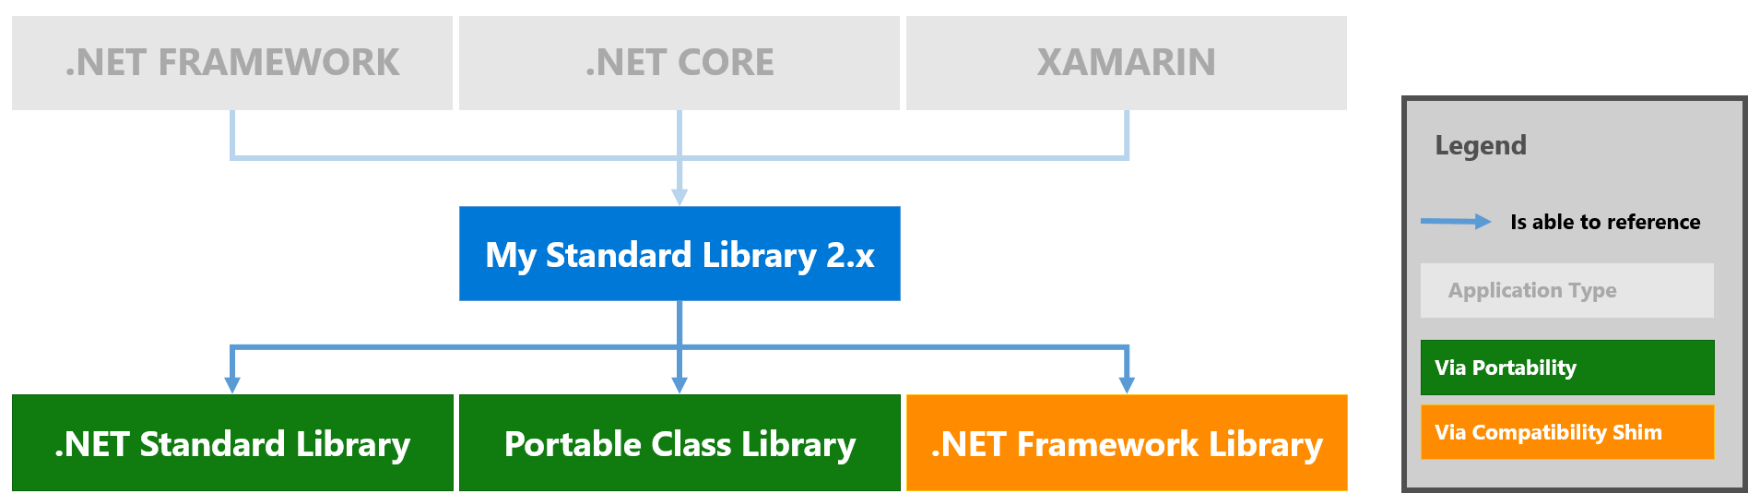 .NET FRAMEWORK
.NET CORE
XAMARIN
My Standard Library 2.x
.NET Standard Library
Portable Class Library
.NET Framework Library
Legend
Is able to reference
Application Type
Via Portability
Via Compatibility Shim